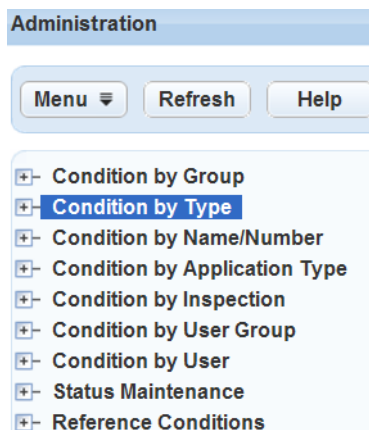 Administration
Menu Refresh Help
Condition by Group
Condition by Type
Condition by Name/Number
Condition by Application Type
Condition by Inspection
Condition by User Group
Condition by User
Status Maintenance
Reference Conditions